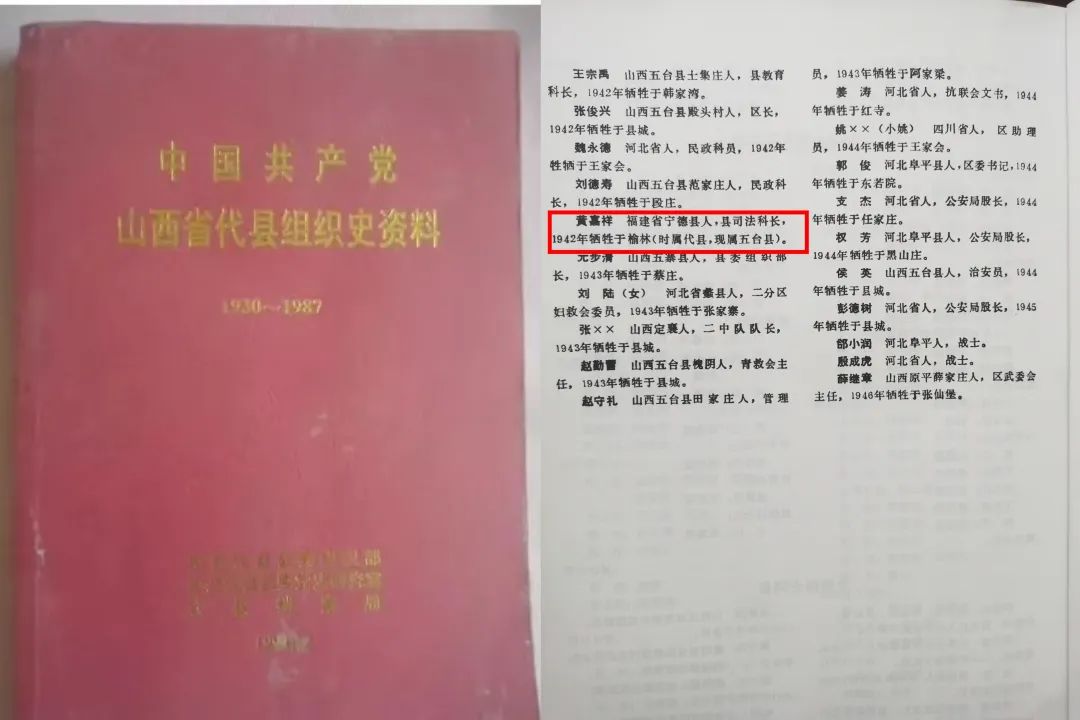 中国共产党
山西省代县组织史资料
1930～1987
王宗禹 山西五台县士集庄人，县教育
科长，1942年牺牲于韩家湾。
张俊兴 山西五台县殿头村人，区长，
1942年牺牲于县城。
魏永德 河北省人，民政科员，1942年
牲牺于王家会。
刘德寿 山西五台县范家庄人，民政科
长，1942年牺牲于段庄。
黄嘉祥 福建省宁德县人，县司法科长，
1942年牺牲于榆林(时属代县，现属五台县)。
亢步清 山西五寨县人，县委组织部
长，1943年牺牲于蔡庄。
刘 陆（女） 河北省蠡县人，二分区
妇救会委员，1943年牺牲于张家寨。
张×× 山西定襄人，二中队队长，
1943年牺牲于县城。
赵勤蕾 山西五台县槐阴人，青救会主
任，1943年牺牲于县城。
赵守礼 山西五台县田家庄人，管理
员，1943年牺牲于阿家梁。
姜 涛 河北省人，抗联会文书，1944
年牺牲于红寺。
姚××（小姚） 四川省人，区助理
员，1944年牺牲于王家会。
郭 俊 河北阜平县人，区委书记，1944
年牺牲于东若院。
支 杰 河北省人，公安局股长，1944
年牺牲于任家庄。
权 芳 河北阜平县人，公安局股长，
1944年牺牲于黑山庄。
侯 英 山西五台县人，治安员，1944
年牺牲于县城。
彭德树 河北省人，公安局股长，1945
年牺牲于县城。
郜小润 河北阜平人，战士。
殷成虎 河北省人，战士。
薛继章 山西原平薛家庄人，区武委会
主任，1946年牺牲于张仙堡。